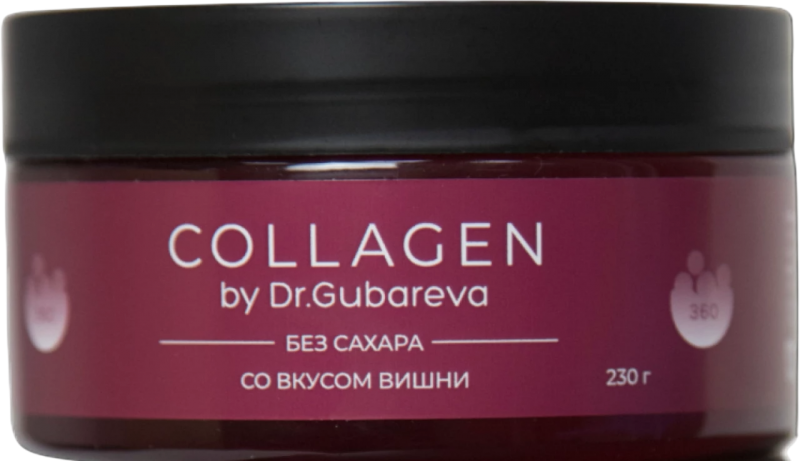 COLLAGEN
by Dr.Gubareva
БЕЗ САХАРА
СО ВКУСОМ ВИШНИ
230 г
360